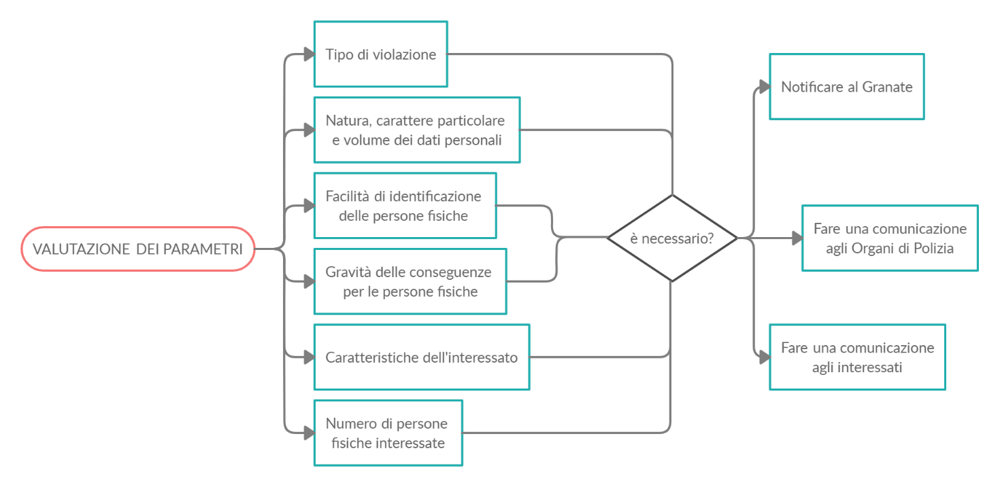 Tipo di violazione
Natura, carattere particolare
e volume dei dati personali
Facilità di identificazione
delle persone fisiche
VALUTAZIONE DEI PARAMETRI
Gravità delle conseguenze
per le persone fisiche
Caratteristiche dell'interessato
Numero di persone
fisiche interessate
è necessario?
Notificare al Granate
Fare una comunicazione
agli Organi di Polizia
Fare una comunicazione
agli interessati